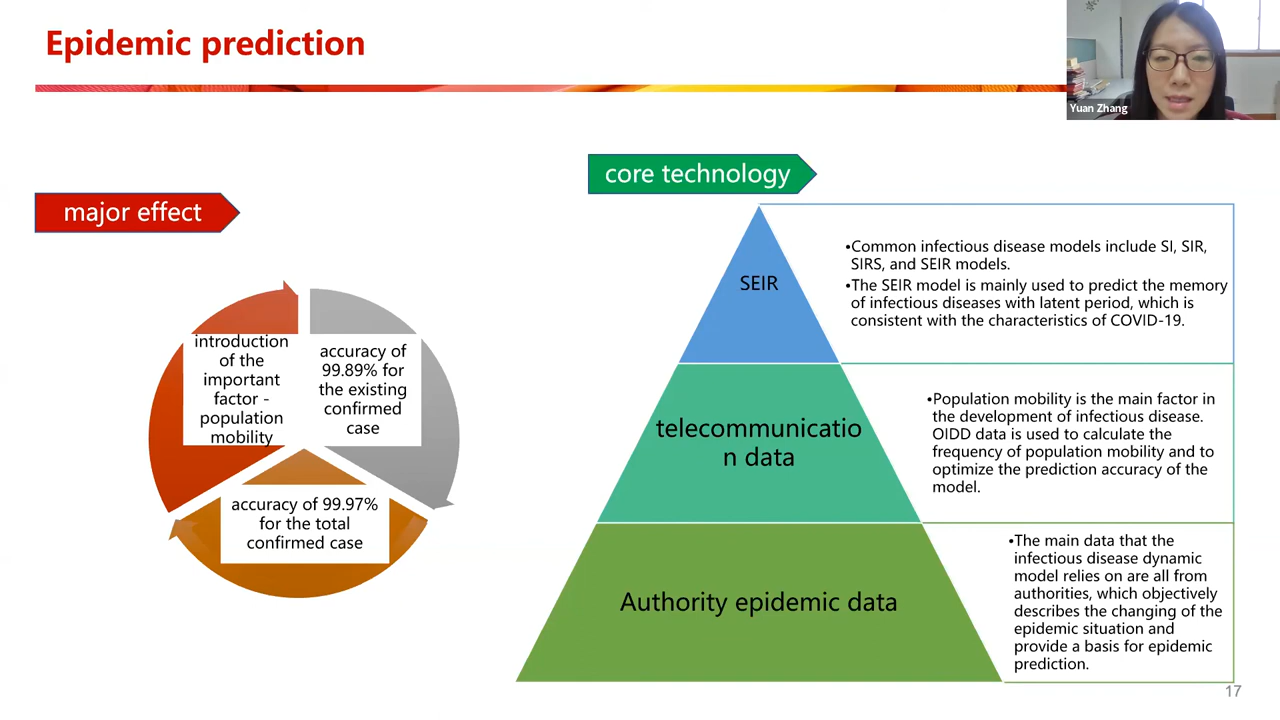 Epidemic prediction
Yuan Zhang
major effect
introduction
of the
important
factor -
population
mobility
accuracy of
99.89% for
the existing
confirmed
case
accuracy of 99.97%
for the total
confirmed case
core technology
SEIR
•Common infectious disease models include SI, SIR,
SIRS, and SEIR models.
•The SEIR model is mainly used to predict the memory
of infectious diseases with latent period, which is
consistent with the characteristics of COVID-19.
telecommunicatio
n data
•Population mobility is the main factor in
the development of infectious disease.
OIDD data is used to calculate the
frequency of population mobility and to
optimize the prediction accuracy of the
model.
Authority epidemic data
•The main data that the
infectious disease dynamic
model relies on are all from
authorities, which objectively
describes the changing of the
epidemic situation and
provide a basis for epidemic
prediction.
17